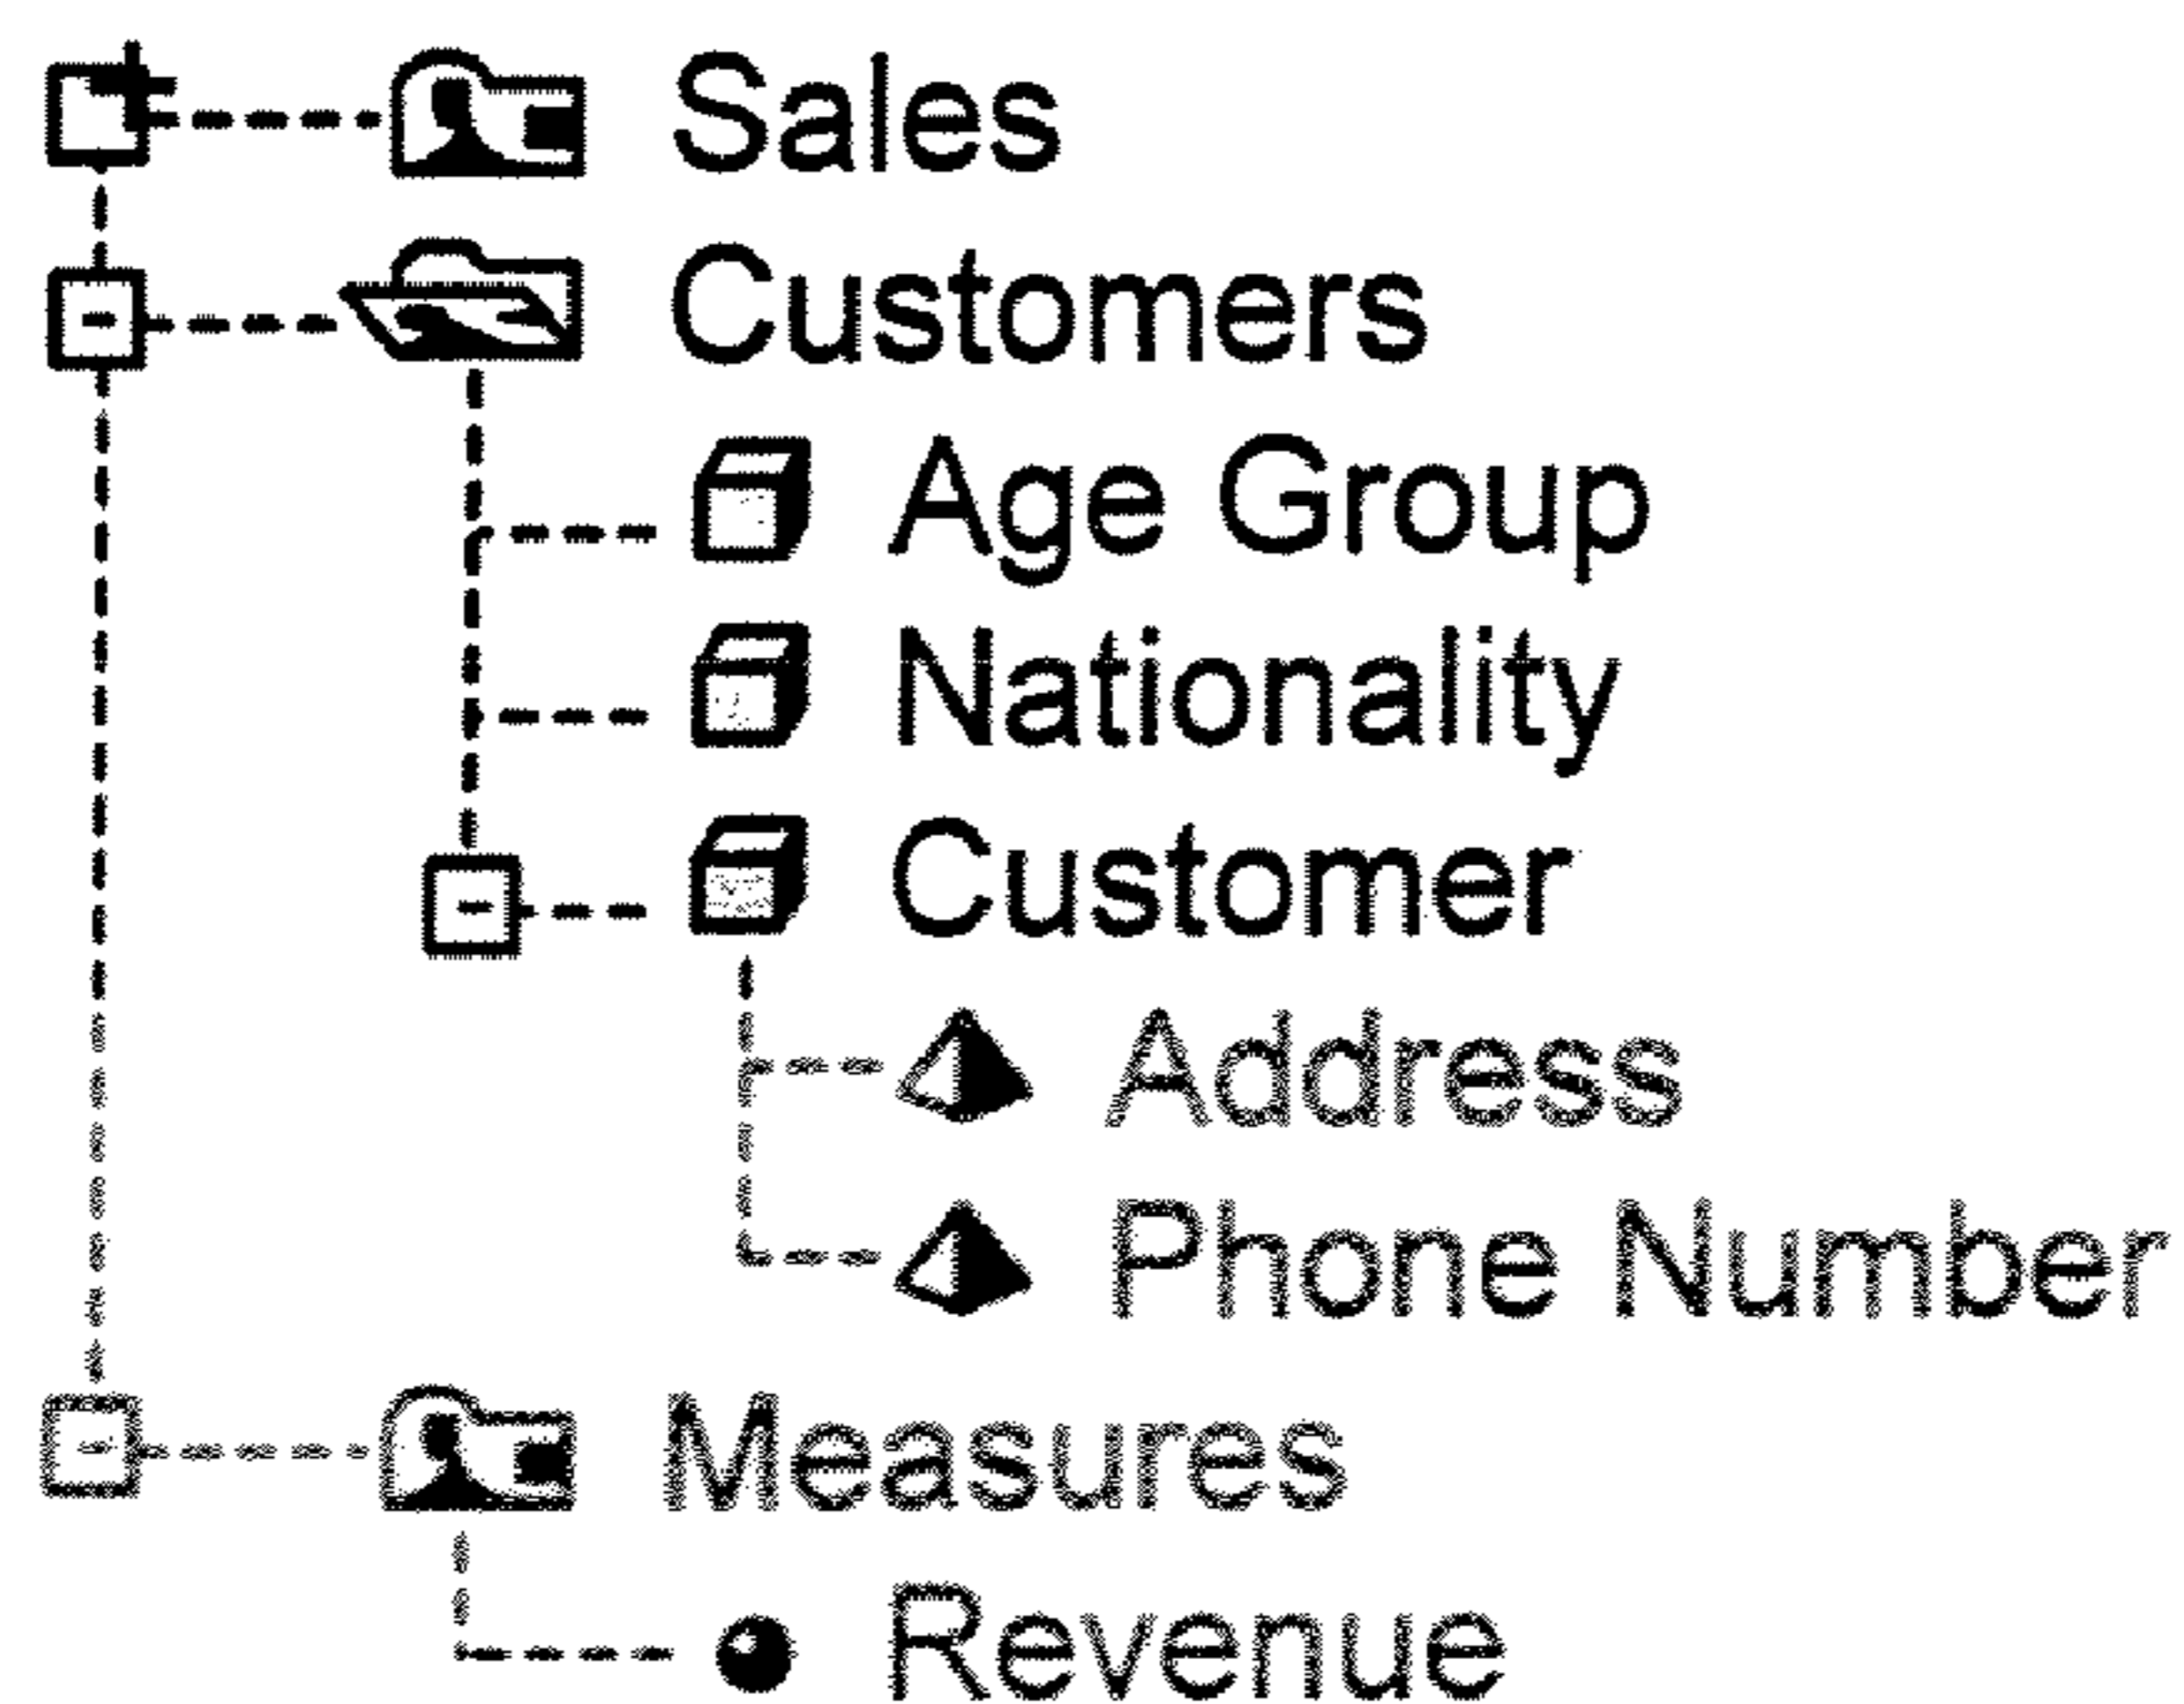 Sales
Customers
Age Group
Nationality
Customer
Address
Phone Number
Measures
Revenue